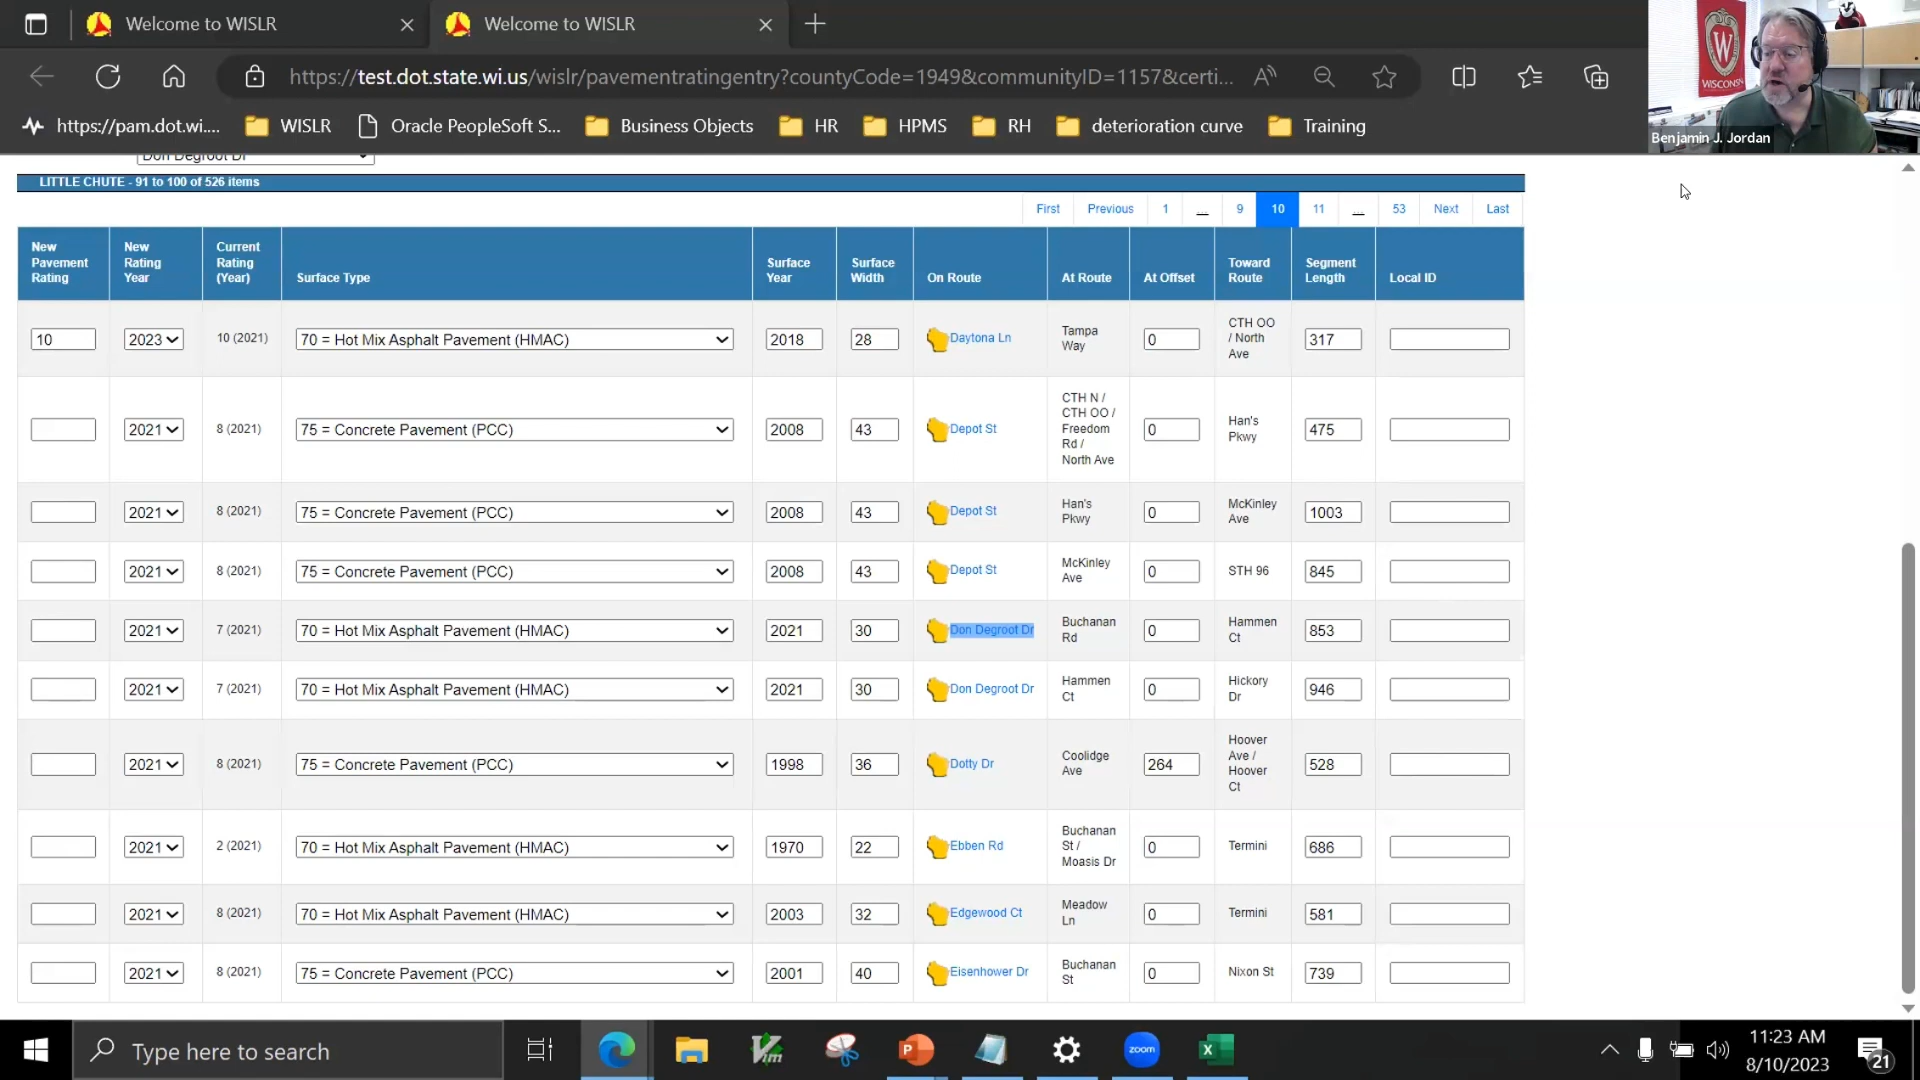 Welcome to WISLR
Welcome to WISLR
https://test.dot.state.wi.us/wislr/pavementratingentry?countyCode=1949&communityID=1157&certi...
https://pam.dot.wi....
WISLR
Oracle PeopleSoft S...
Business Objects
HR
HPMS
RH
deterioration curve
Training
WISCONSIN
Benjamin J. Jordan
Don Degroot Dr
LITTLE CHUTE - 91 to 100 of 526 items
First Previous 1 ... 9 10 11 ... 53 Next Last
New Pavement Rating
New Rating Year
Current Rating (Year)
Surface Type
Surface Year
Surface Width
On Route
At Route
At Offset
Toward Route
Segment Length
Local ID
10 2023 10 (2021) 70 = Hot Mix Asphalt Pavement (HMAC) 2018 28 Daytona Ln Tampa Way 0 CTH OO / North Ave 317
2021 8 (2021) 75 = Concrete Pavement (PCC) 2008 43 Depot St CTH N / CTH OO / Freedom Rd / North Ave 0 Han's Pkwy 475
2021 8 (2021) 75 = Concrete Pavement (PCC) 2008 43 Depot St Han's Pkwy 0 McKinley Ave 1003
2021 8 (2021) 75 = Concrete Pavement (PCC) 2008 43 Depot St McKinley Ave 0 STH 96 845
2021 7 (2021) 70 = Hot Mix Asphalt Pavement (HMAC) 2021 30 Don Degroot Dr Buchanan Rd 0 Hammen Ct 853
2021 7 (2021) 70 = Hot Mix Asphalt Pavement (HMAC) 2021 30 Don Degroot Dr Hammen Ct 0 Hickory Dr 946
2021 8 (2021) 75 = Concrete Pavement (PCC) 1998 36 Dotty Dr Coolidge Ave 264 Hoover Ave / Hoover Ct 528
2021 2 (2021) 70 = Hot Mix Asphalt Pavement (HMAC) 1970 22 Ebben Rd Buchanan St / Moasis Dr 0 Termini 686
2021 8 (2021) 70 = Hot Mix Asphalt Pavement (HMAC) 2003 32 Edgewood Ct Meadow Ln 0 Termini 581
2021 8 (2021) 75 = Concrete Pavement (PCC) 2001 40 Eisenhower Dr Buchanan St 0 Nixon St 739
Type here to search
Vim
P
zoom
X
11:23 AM
8/10/2023
21